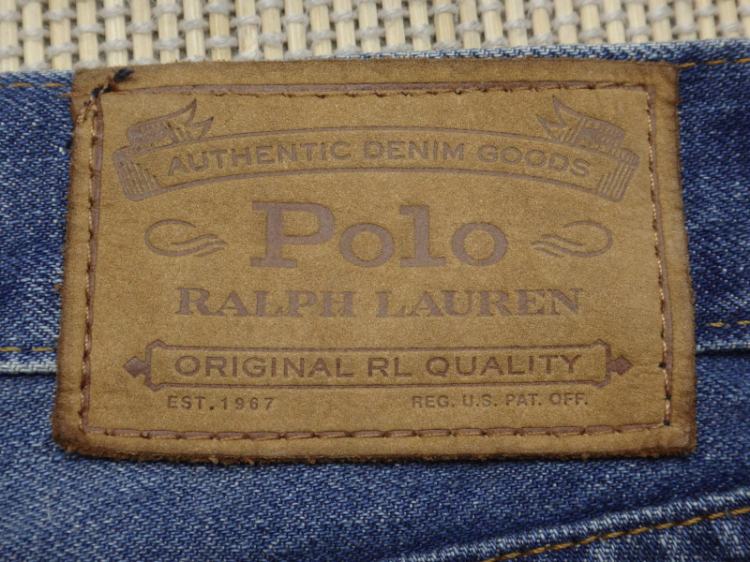 AUTHENTIC DENIM GOODS
Polo
RALPH LAUREN
ORIGINAL RL QUALITY
EST. 1967 REG. U.S. PAT. OFF.